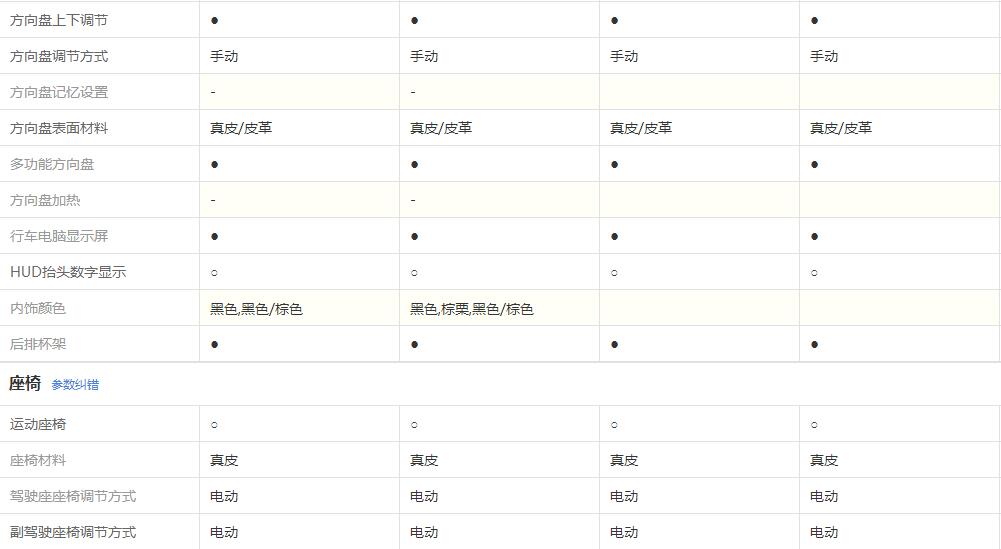 方向盘上下调节 ● ● ● ●
方向盘调节方式 手动 手动 手动 手动
方向盘记忆设置 - -
方向盘表面材料 真皮/皮革 真皮/皮革 真皮/皮革 真皮/皮革
多功能方向盘 ● ● ● ●
方向盘加热 - -
行车电脑显示屏 ● ● ● ●
HUD抬头数字显示 ○ ○ ○ ○
内饰颜色 黑色,黑色/棕色 黑色,棕栗,黑色/棕色
后排杯架 ● ● ● ●
座椅 参数纠错
运动座椅 ○ ○ ○ ○
座椅材料 真皮 真皮 真皮 真皮
驾驶座座椅调节方式 电动 电动 电动 电动
副驾驶座椅调节方式 电动 电动 电动 电动